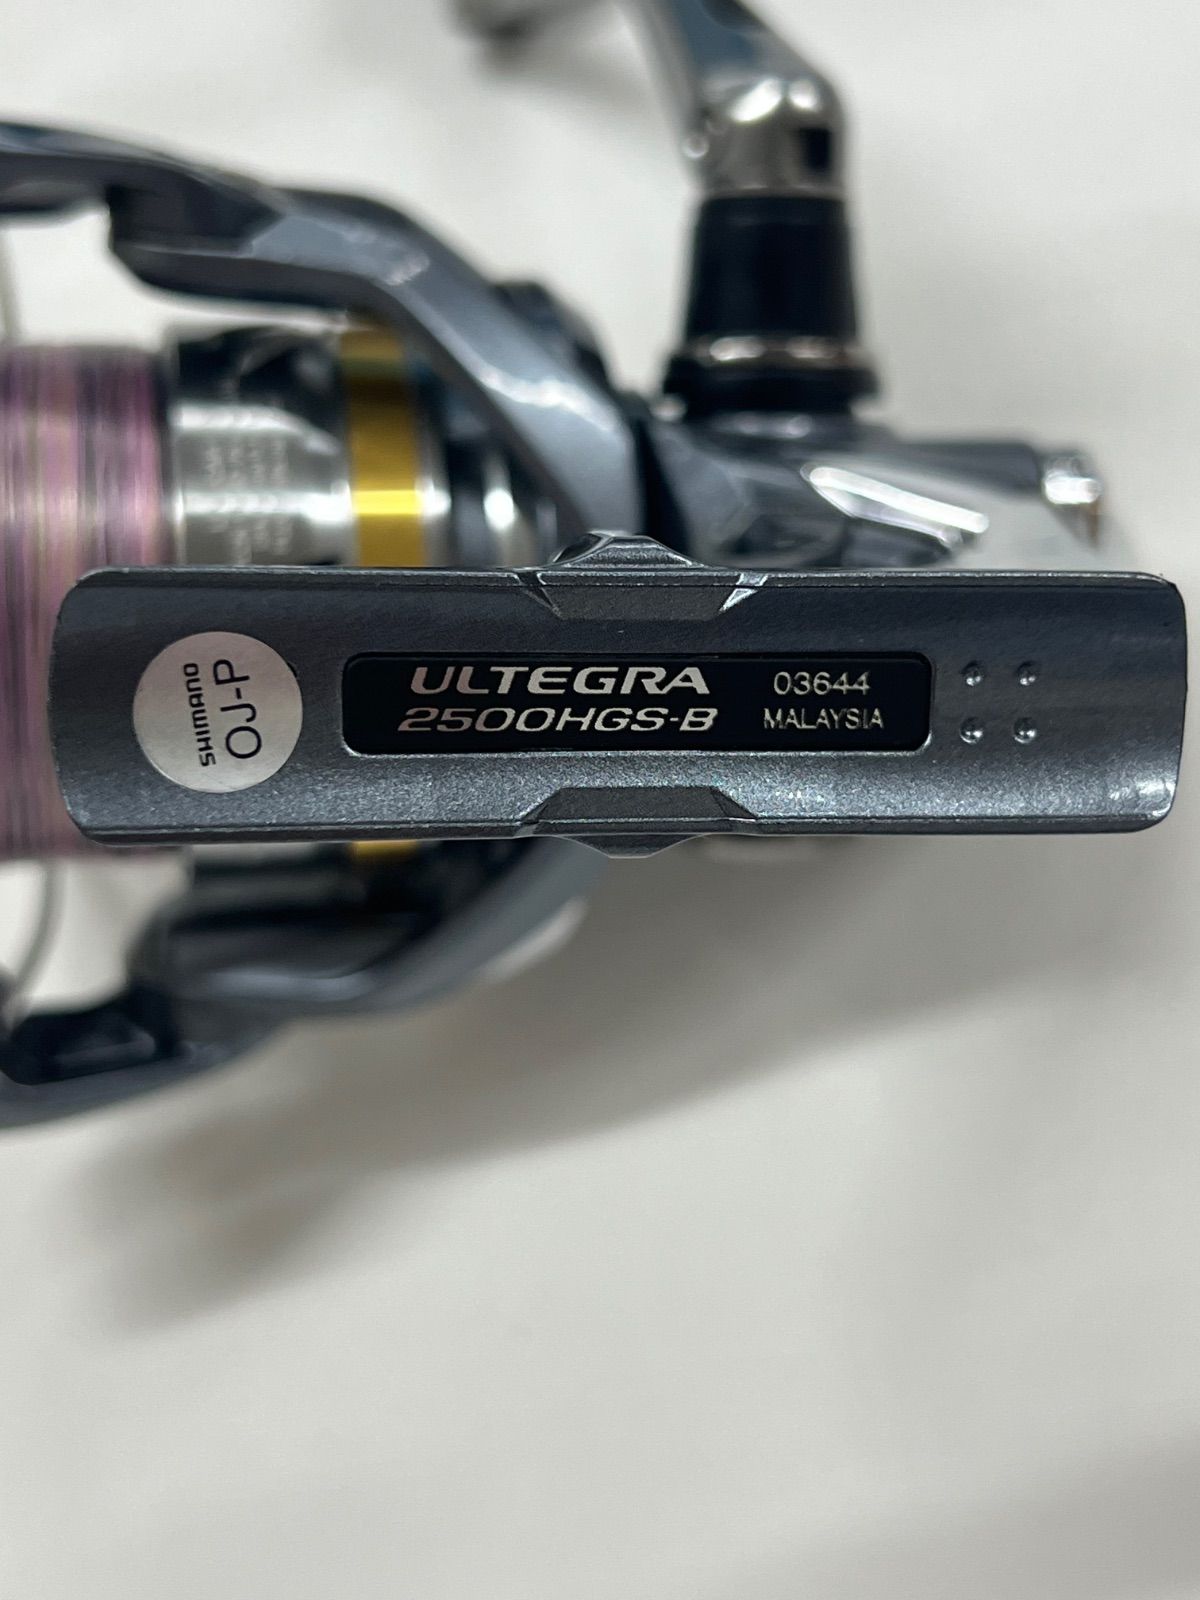 SHIMANO
OJ-P
ULTEGRA
2500HGS-B
03644
MALAYSIA